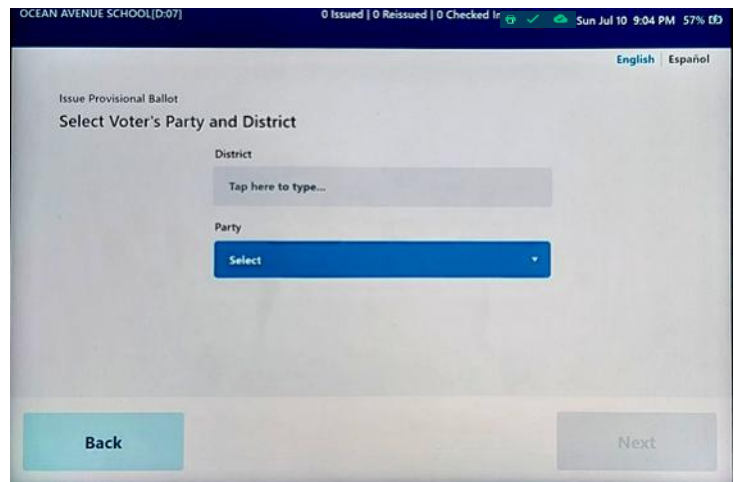 OCEAN AVENUE SCHOOL[D:07] 0 Issued | 0 Reissued | 0 Checked In Sun Jul 10 9:04 PM 57%
English | Español
Issue Provisional Ballot
Select Voter's Party and District
District
Tap here to type...
Party
Select
Back Next